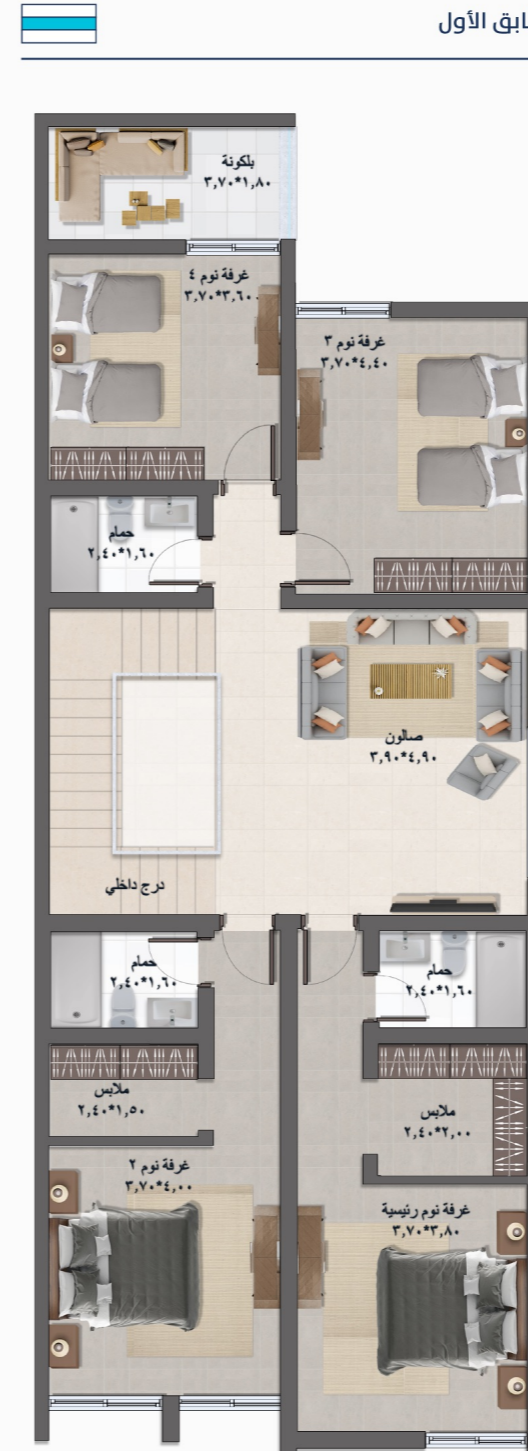 ابق الأول
بلكونة
٣,٧٠*١,٨٠
غرفة نوم ٤
٣,٧٠*٣,٦٠
غرفة نوم ٣
٣,٧٠*٤,٤٠
حمام
٢,٤٠*١,٦٠
صالون
٣,٩٠*٤,٩٠
درج داخلي
حمام
٢,٤٠*١,٦٠
حمام
٢,٤٠*١,٦٠
ملابس
٢,٤٠*١,٥٠
ملابس
٢,٤٠*٢,٠٠
غرفة نوم ٢
٣,٧٠*٤,٠٠
غرفة نوم رئيسية
٣,٧٠*٣,٨٠